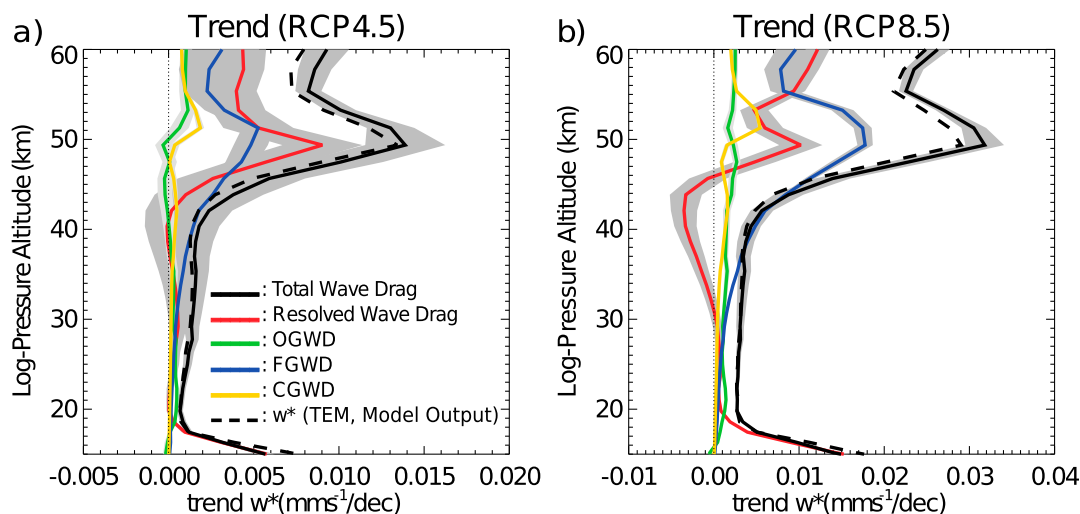 a) Trend (RCP4.5)
60
50
40
30
20
Log-Pressure Altitude (km)
: Total Wave Drag
: Resolved Wave Drag
: OGWD
: FGWD
: CGWD
: w* (TEM, Model Output)
-0.005 0.000 0.005 0.010 0.015 0.020
trend w*(mms-1/dec)
b) Trend (RCP8.5)
60
50
40
30
20
Log-Pressure Altitude (km)
-0.01 0.00 0.01 0.02 0.03 0.04
trend w*(mms-1/dec)